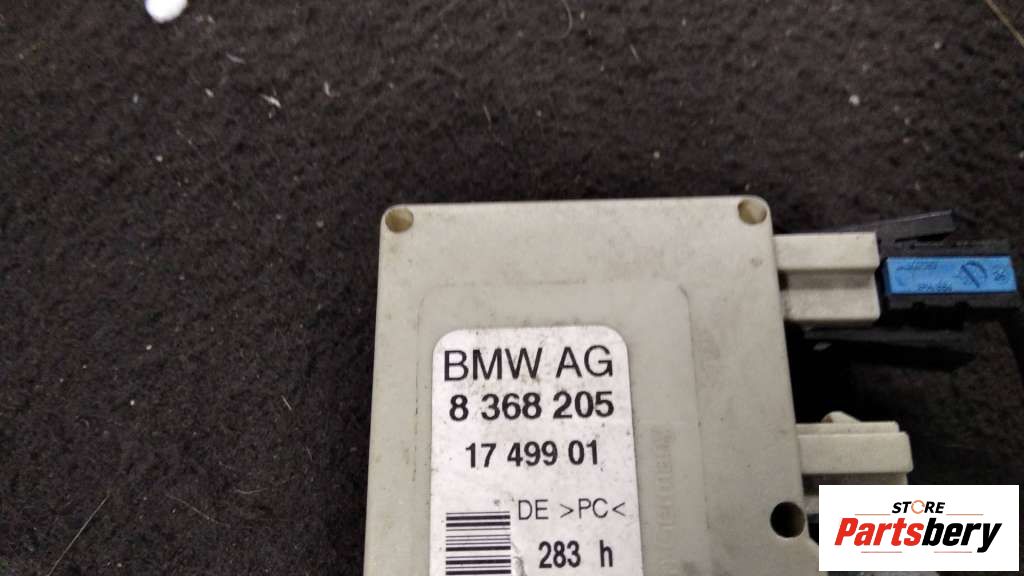 BMW AG
8 368 205
17 499 01
DE >PC<
283 h
STORE
Partsbery